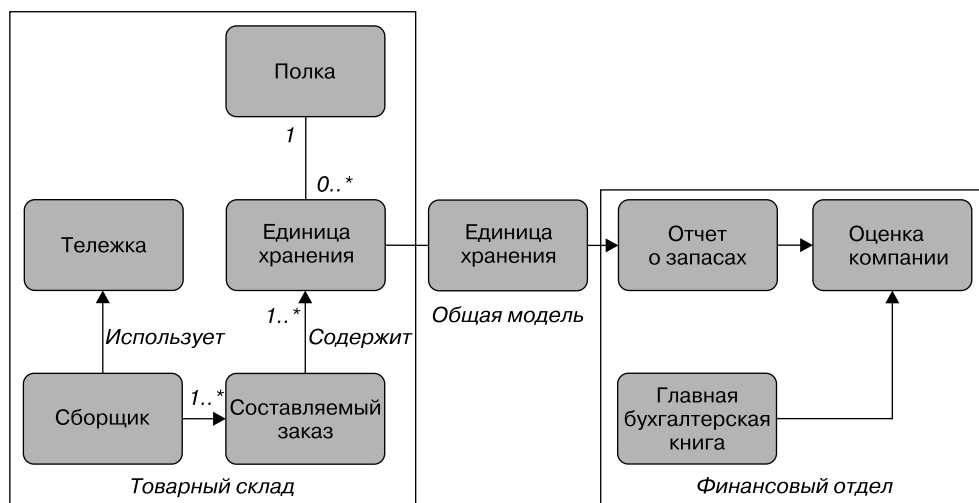 Полка
1
0..*
Тележка
Единица
хранения
Единица
хранения
Отчет
о запасах
Оценка
компании
1..*
Общая модель
Использует
Содержит
Сборщик
1..*
Составляемый
заказ
Главная
бухгалтерская
книга
Товарный склад
Финансовый отдел